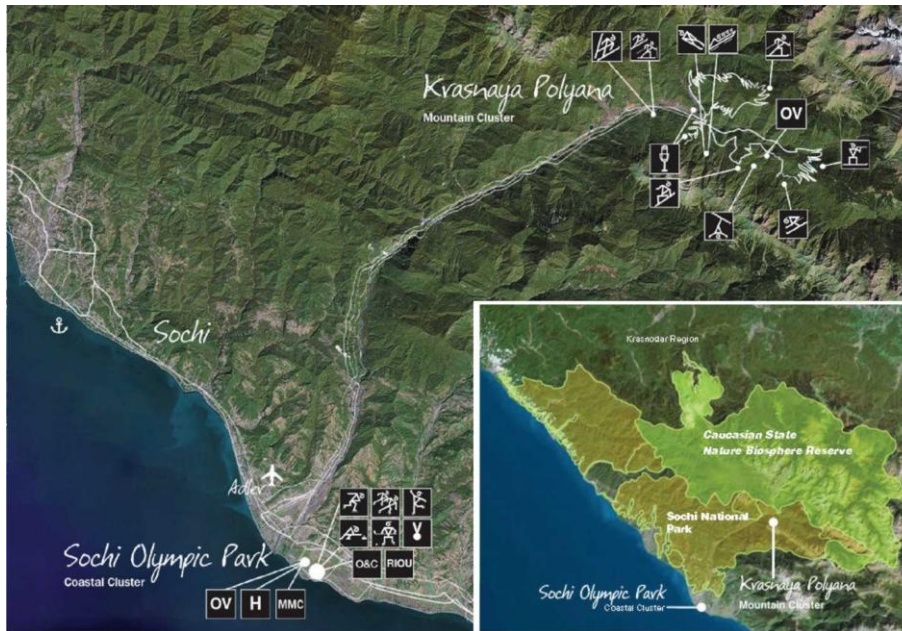 Krasnaya Polyana
Mountain Cluster
OV
Sochi
Adler
Sochi Olympic Park
Coastal Cluster
O&C
RIOU
OV
H
MMC
Krasnodar Region
Caucasian State
Nature Biosphere Reserve
Sochi National
Park
Krasnaya Polyana
Mountain Cluster
Sochi Olympic Park
Coastal Cluster